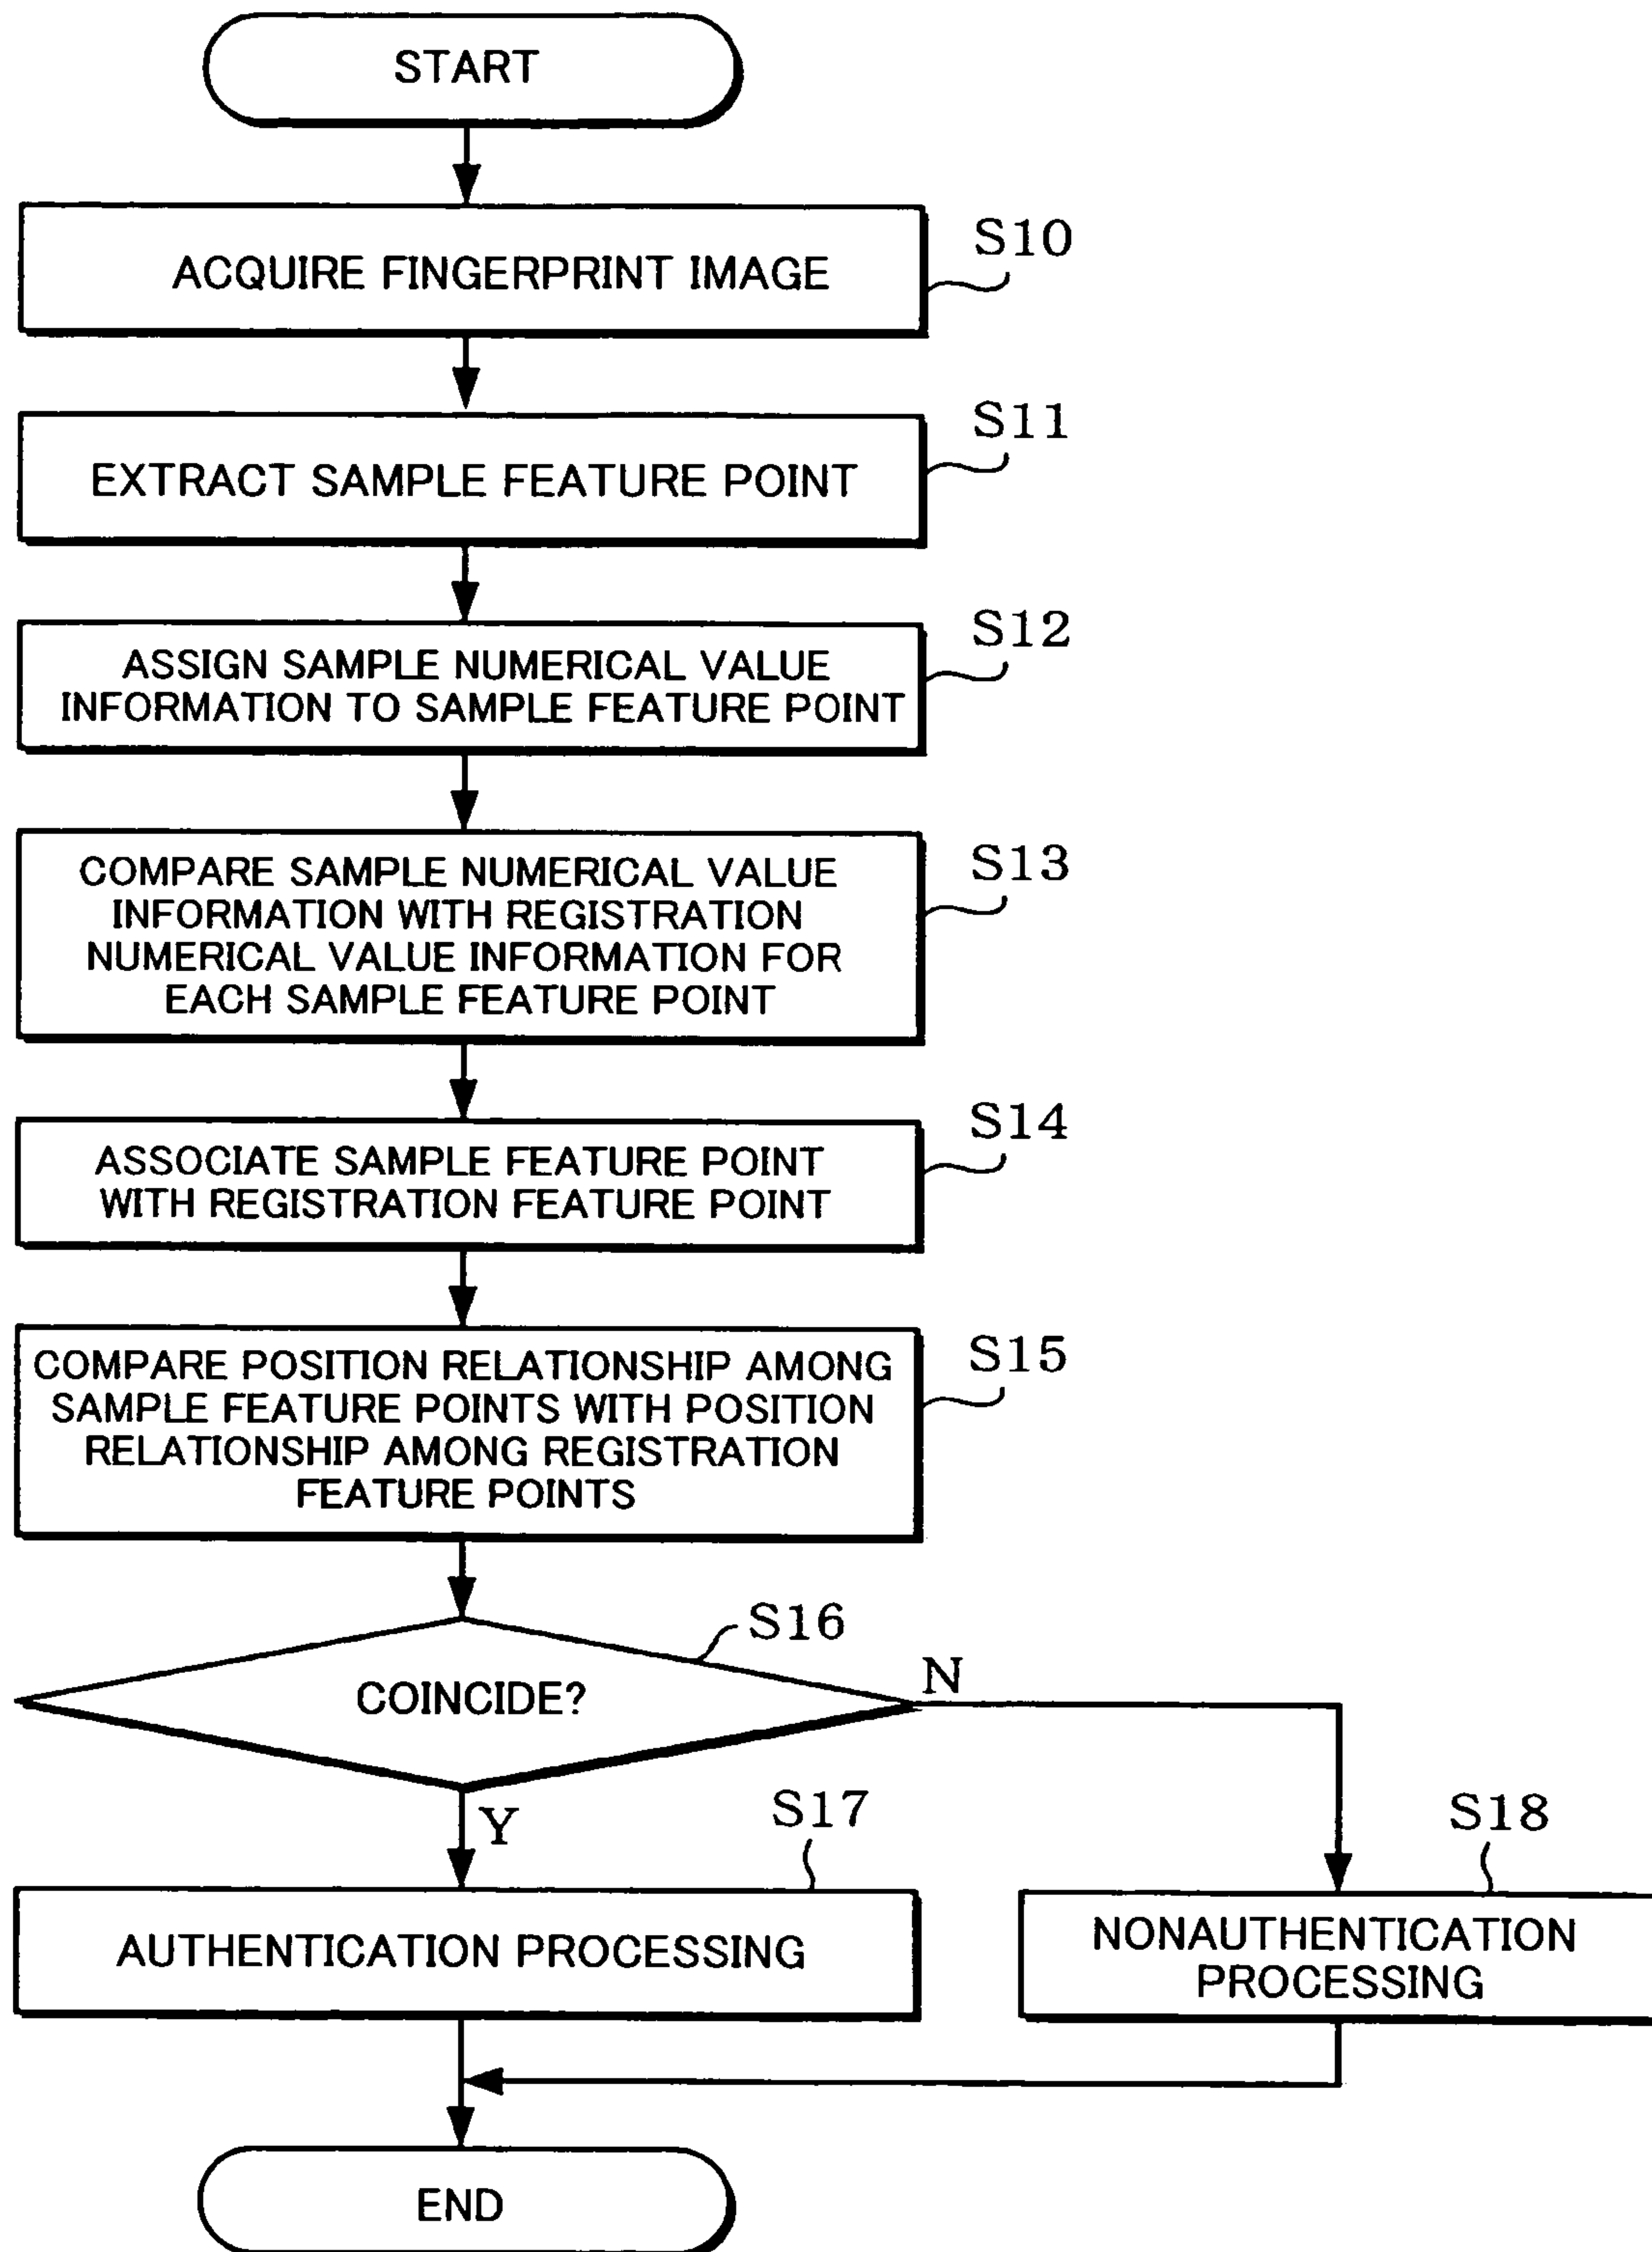 START
ACQUIRE FINGERPRINT IMAGE
S10
EXTRACT SAMPLE FEATURE POINT
S11
ASSIGN SAMPLE NUMERICAL VALUE
INFORMATION TO SAMPLE FEATURE POINT
S12
COMPARE SAMPLE NUMERICAL VALUE
INFORMATION WITH REGISTRATION
NUMERICAL VALUE INFORMATION FOR
EACH SAMPLE FEATURE POINT
S13
ASSOCIATE SAMPLE FEATURE POINT
WITH REGISTRATION FEATURE POINT
S14
COMPARE POSITION RELATIONSHIP AMONG
SAMPLE FEATURE POINTS WITH POSITION
RELATIONSHIP AMONG REGISTRATION
FEATURE POINTS
S15
S16
COINCIDE?
N
Y
S17
AUTHENTICATION PROCESSING
S18
NONAUTHENTICATION
PROCESSING
END